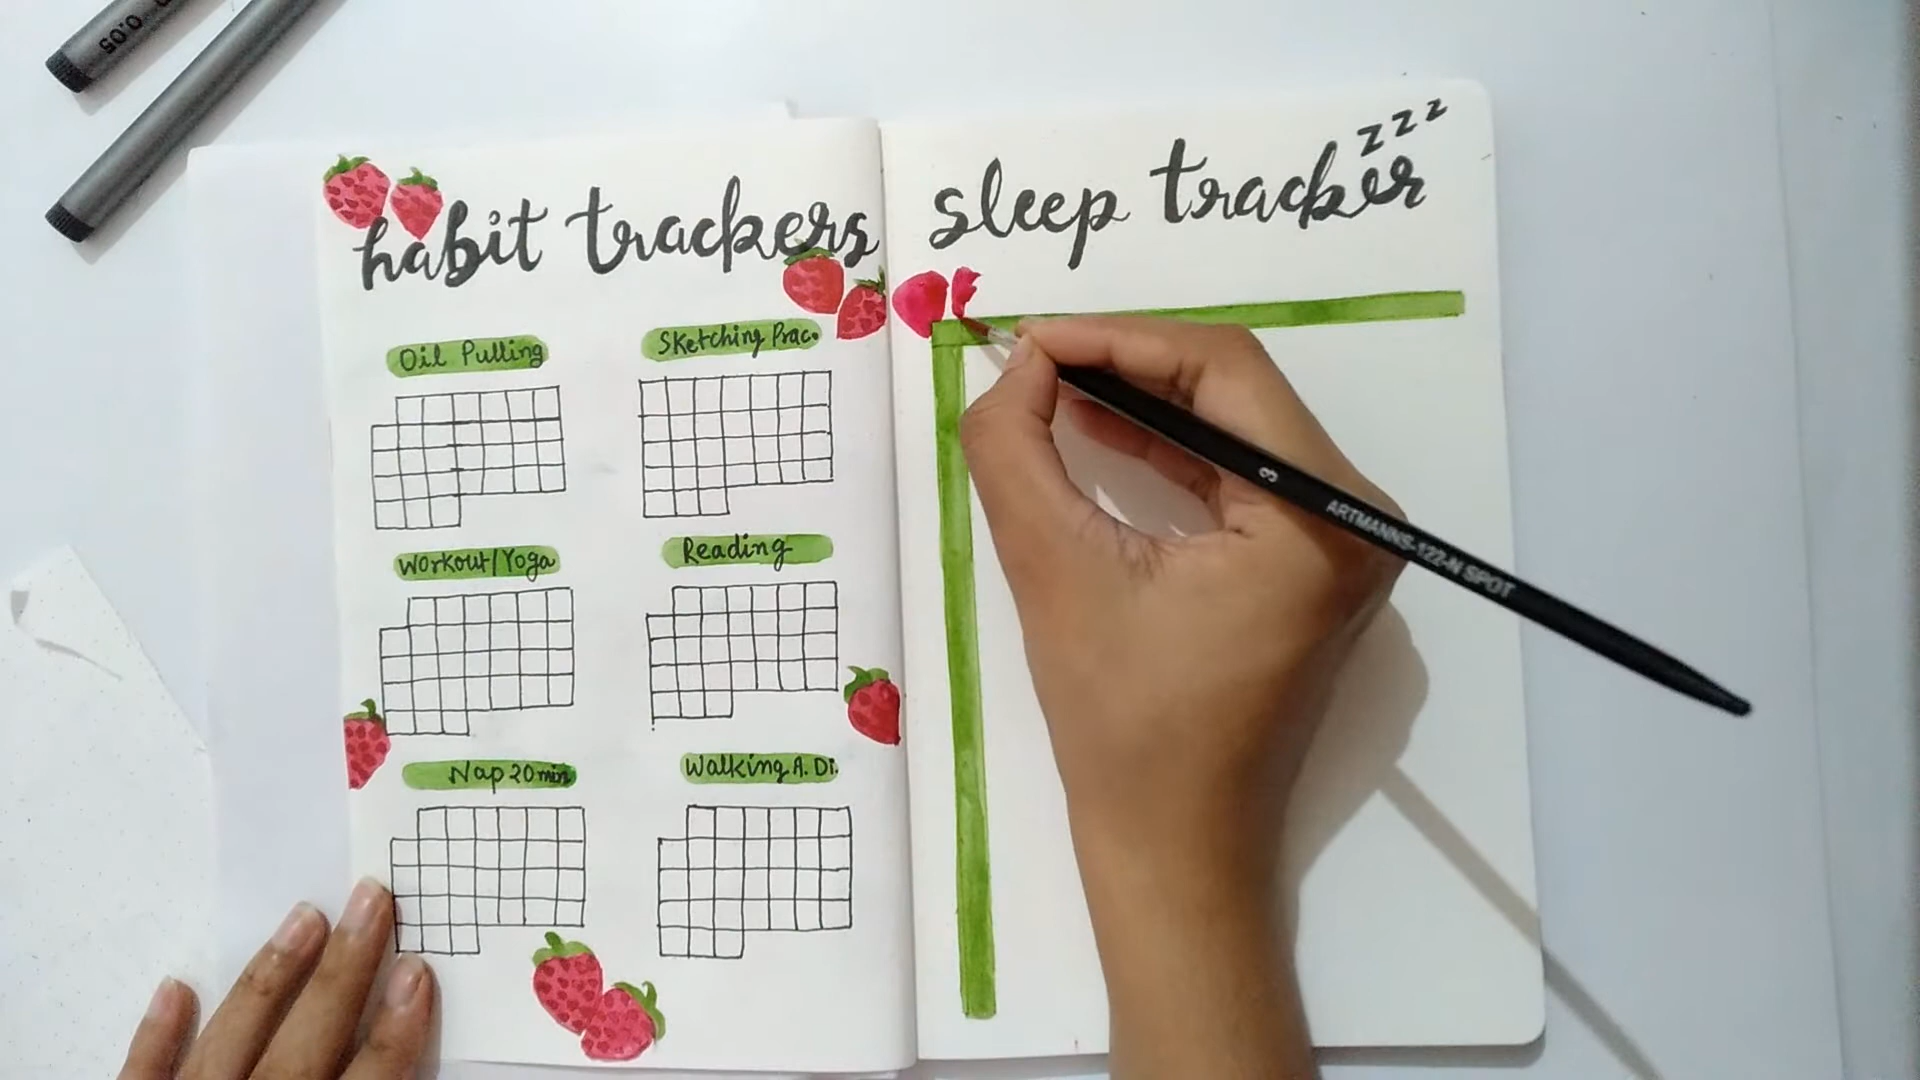 0.05
habit trackers
Oil Pulling
Sketching Prac.
Workout/Yoga
Reading
Nap 20 min
Walking A. Di.
sleep tracker
zzz
3 ARTMANNS-122-N SPOT